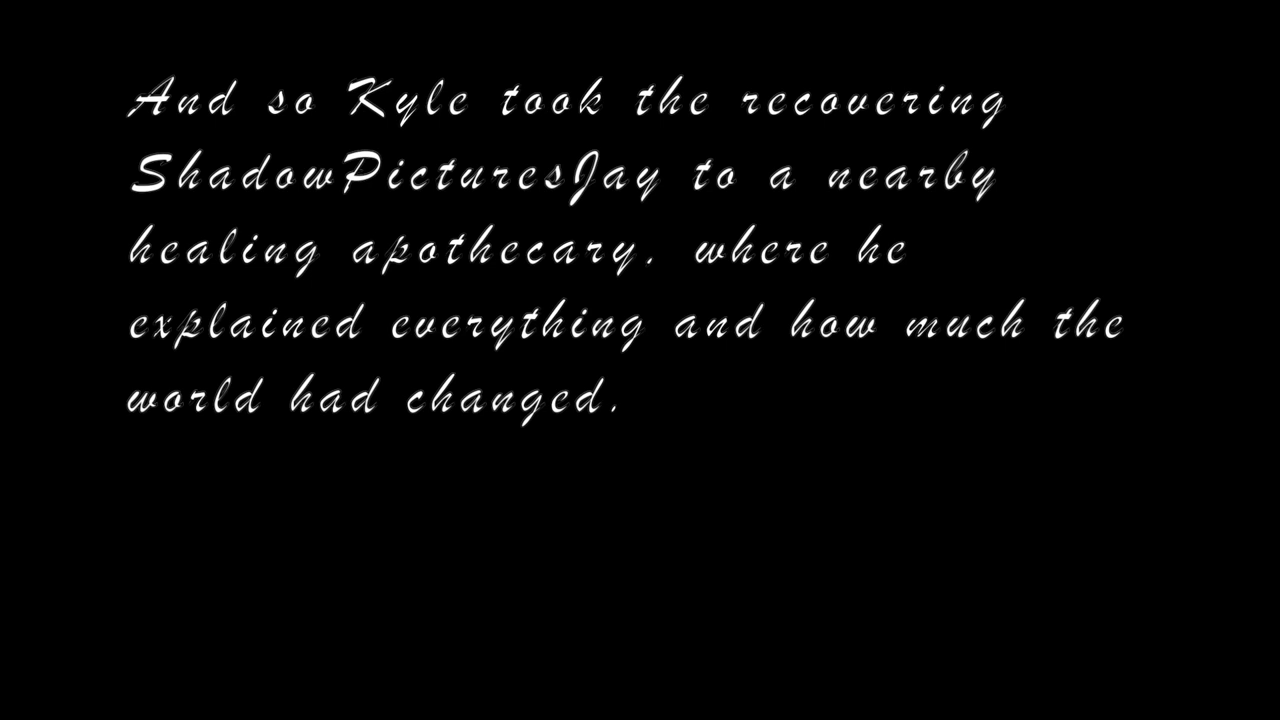 And so Kyle took the recovering
ShadowPicturesJay to a nearby
healing apothecary, where he
explained everything and how much the
world had changed.